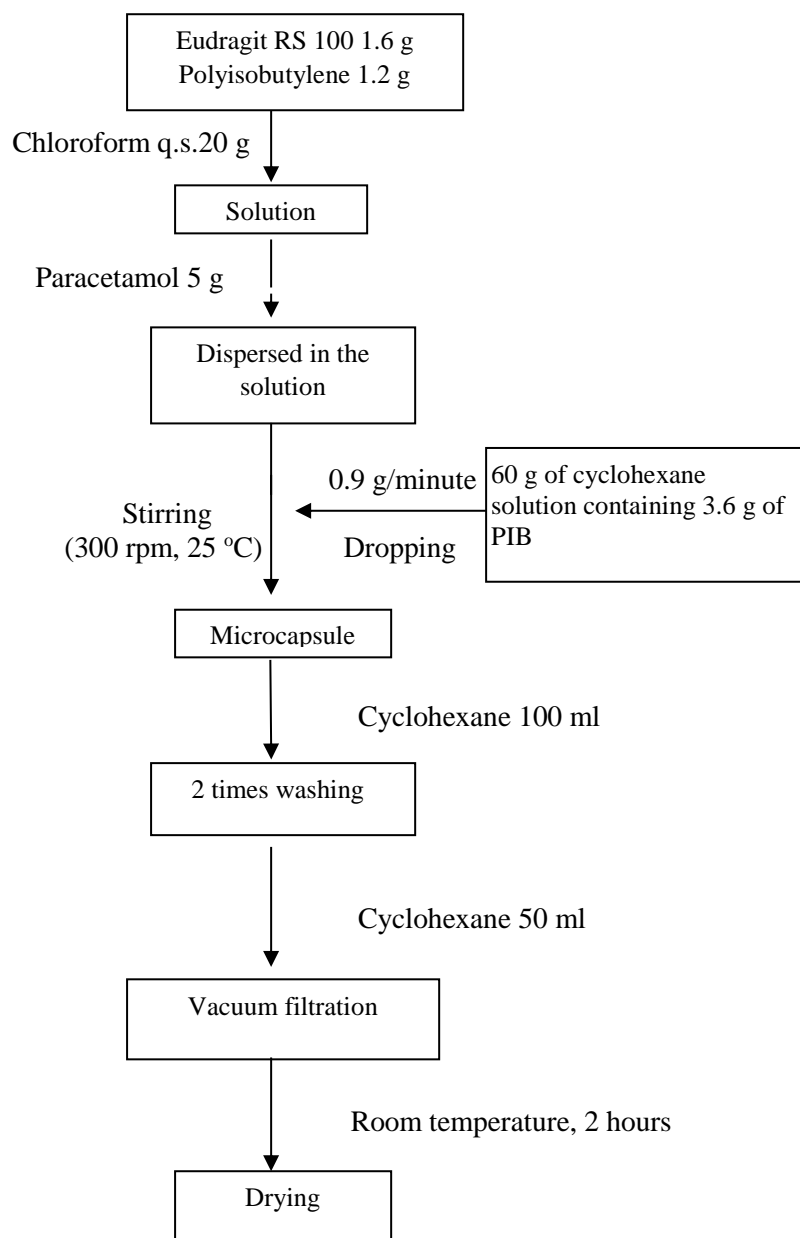 Eudragit RS 100 1.6 g
Polyisobutylene 1.2 g
Chloroform q.s.20 g
Solution
Paracetamol 5 g
Dispersed in the
solution
0.9 g/minute
60 g of cyclohexane
solution containing 3.6 g of
PIB
Stirring
(300 rpm, 25 °C)
Dropping
Microcapsule
Cyclohexane 100 ml
2 times washing
Cyclohexane 50 ml
Vacuum filtration
Room temperature, 2 hours
Drying